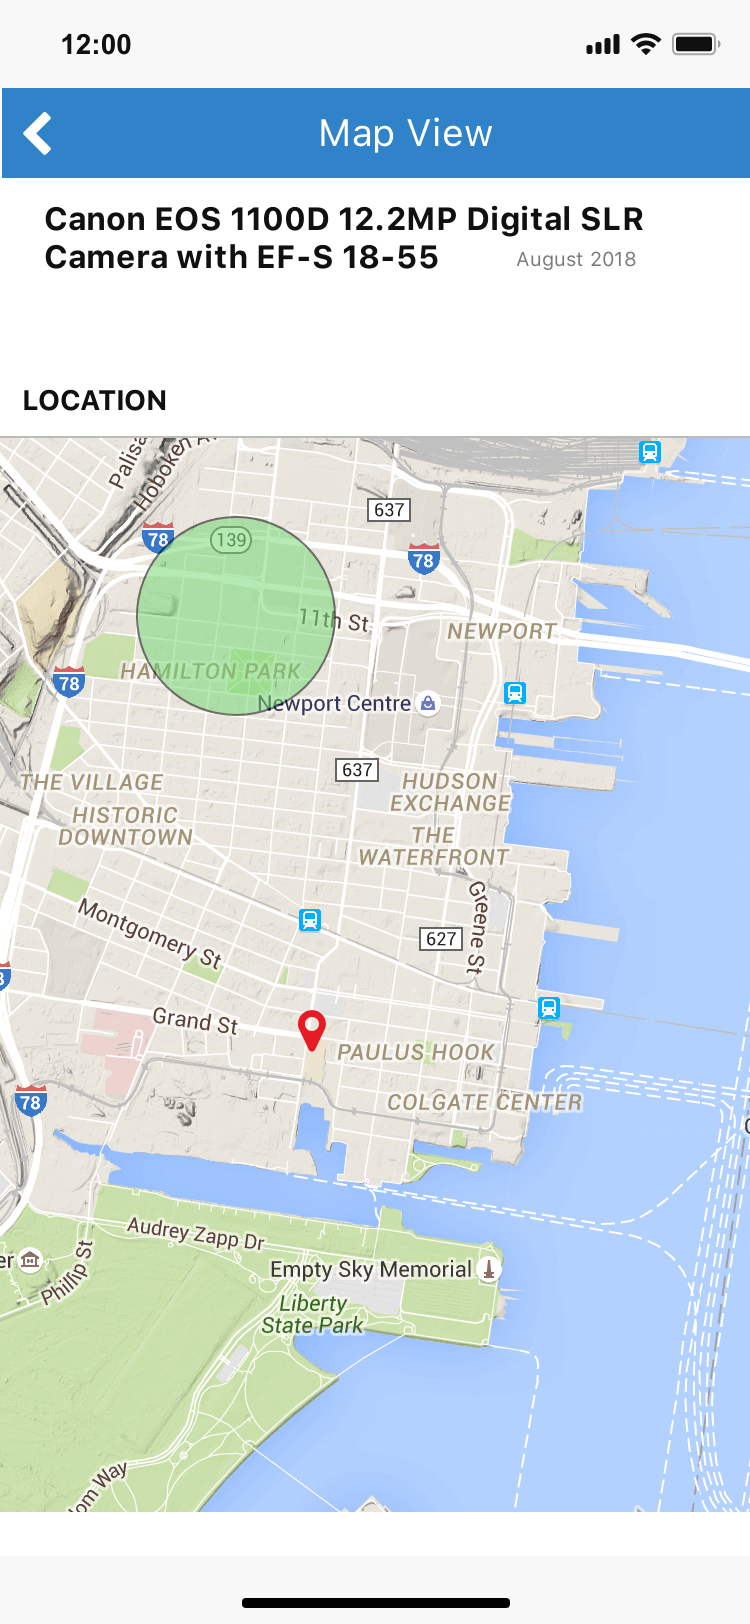 12:00
Map View
Canon EOS 1100D 12.2MP Digital SLR
Camera with EF-S 18-55
August 2018
LOCATION
Hoboken
637
78
139
78
11th St
NEWPORT
HAMILTON PARK
78
Newport Centre
637
THE VILLAGE
HUDSON
EXCHANGE
HISTORIC
DOWNTOWN
THE
WATERFRONT
Greene St
Montgomery St
627
Grand St
PAULUS HOOK
78
COLGATE CENTER
Audrey Zapp Dr
Phillip St
Empty Sky Memorial
Liberty
State Park
Way